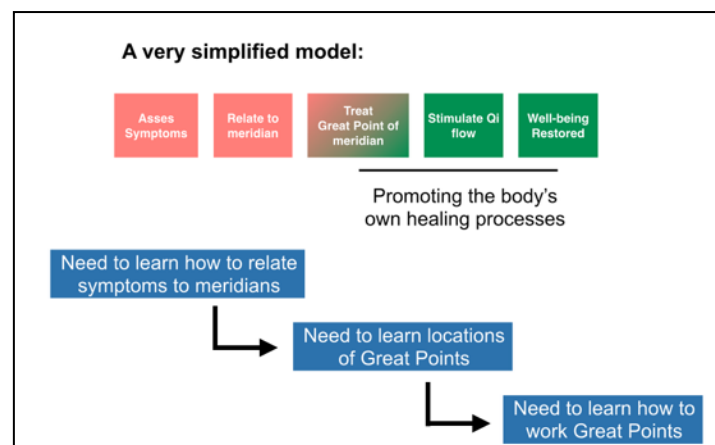 A very simplified model:
Asses
Symptoms
Relate to
meridian
Treat
Great Point of
meridian
Stimulate Qi
flow
Well-being
Restored
Promoting the body's
own healing processes
Need to learn how to relate
symptoms to meridians
Need to learn locations
of Great Points
Need to learn how to
work Great Points